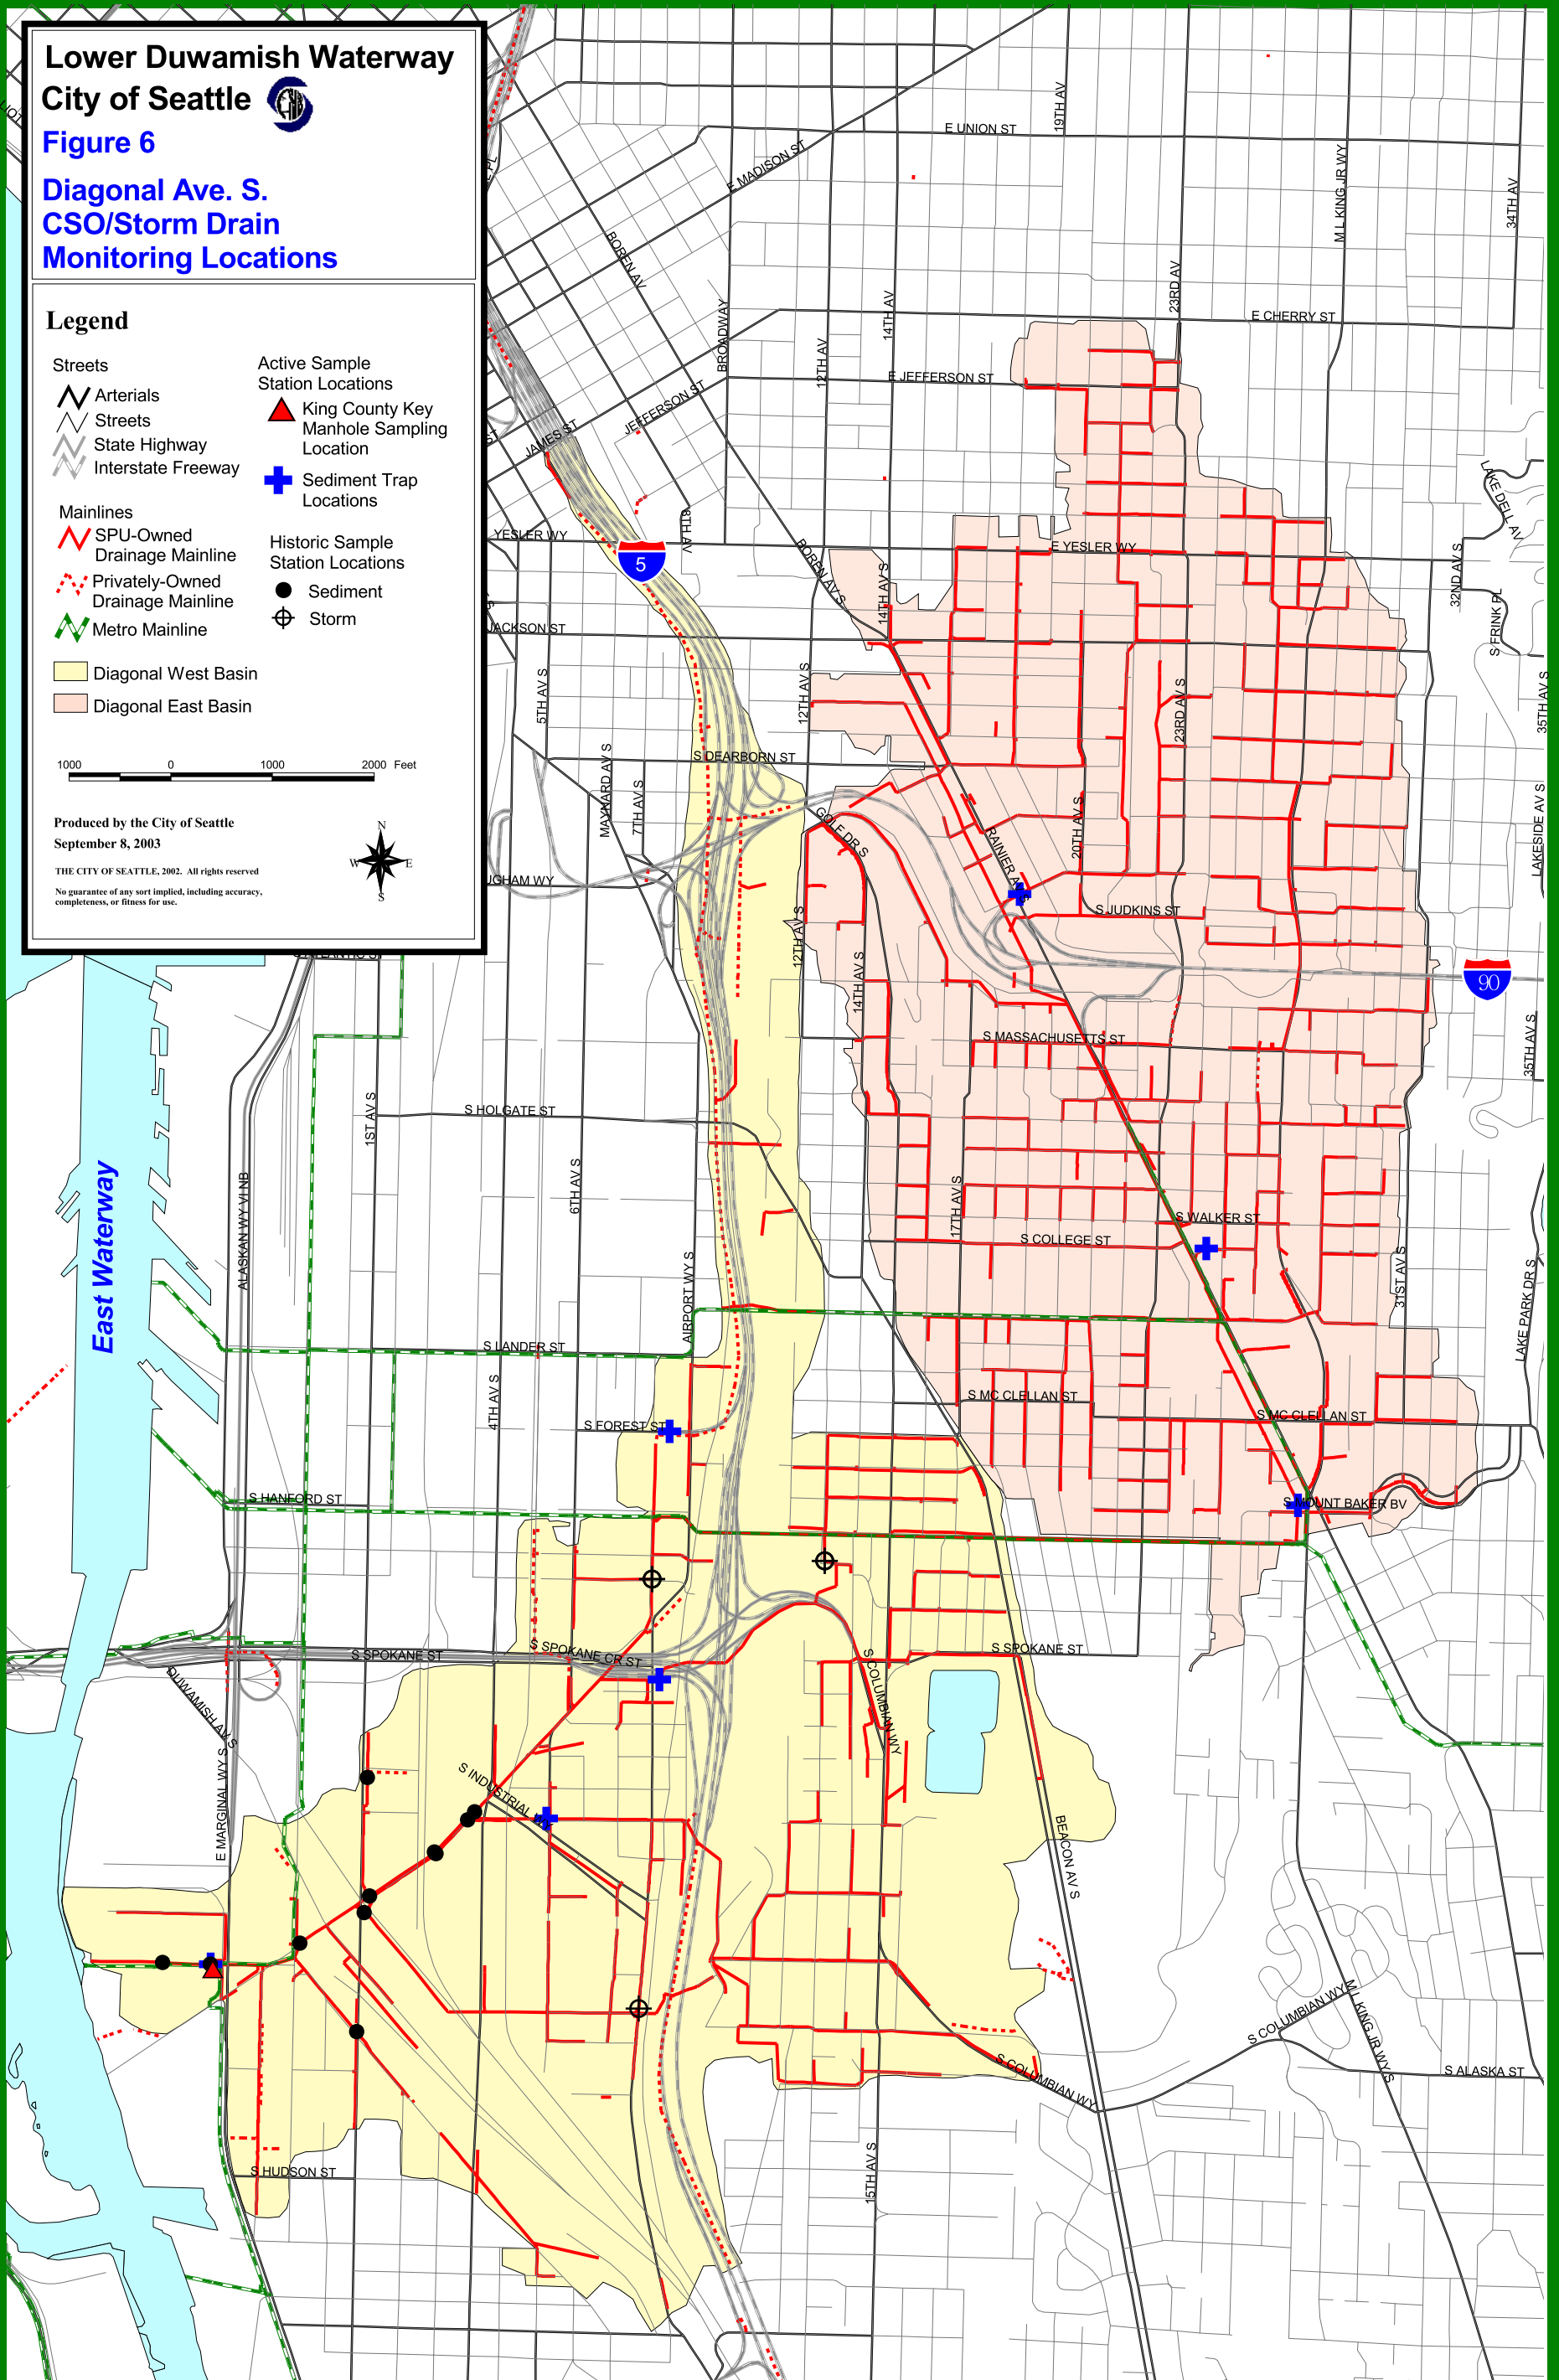 Lower Duwamish Waterway
City of Seattle
Figure 6
Diagonal Ave. S.
CSO/Storm Drain
Monitoring Locations
Legend
Streets
Arterials
Streets
State Highway
Interstate Freeway
Mainlines
SPU-Owned
Drainage Mainline
Privately-Owned
Drainage Mainline
Metro Mainline
Diagonal West Basin
Diagonal East Basin
Active Sample
Station Locations
King County Key
Manhole Sampling
Location
Sediment Trap
Locations
Historic Sample
Station Locations
Sediment
Storm
1000 0 1000 2000 Feet
Produced by the City of Seattle
September 8, 2003
THE CITY OF SEATTLE, 2002. All rights reserved
No guarantee of any sort implied, including accuracy,
completeness, or fitness for use.
N
W E
S
E UNION ST
19TH AV
E MADISON ST
M L KING JR WY
34TH AV
BOREN AV
BROADWAY
12TH AV
14TH AV
23RD AV
E CHERRY ST
E JEFFERSON ST
JEFFERSON ST
JAMES ST
LAKE DELL AV
YESLER WY
8TH AV
5
BOREN AV S
14TH AV S
E YESLER WY
32ND AV S
S FRINK PL
JACKSON ST
5TH AV S
12TH AV S
23RD AV S
35TH AV S
MAYNARD AV S
7TH AV S
S DEARBORN ST
GOLF DR S
RAINIER AV S
20TH AV S
LAKESIDE AV S
S JUDKINS ST
12TH AV S
14TH AV S
90
S MASSACHUSETTS ST
35TH AV S
1ST AV S
S HOLGATE ST
East Waterway
ALASKAN WY VI NB
6TH AV S
17TH AV S
S WALKER ST
S COLLEGE ST
AIRPORT WY S
31ST AV S
LAKE PARK DR S
S LANDER ST
4TH AV S
S MC CLELLAN ST
S MC CLELLAN ST
S FOREST ST
S HANFORD ST
S MOUNT BAKER BV
S SPOKANE ST
S SPOKANE CR ST
S SPOKANE ST
DUWAMISH AV S
S COLUMBIAN WY
E MARGINAL WY S
S INDUSTRIAL
BEACON AV S
S COLUMBIAN WY
M L KING JR WY S
S COLUMBIAN WY
S ALASKA ST
S HUDSON ST
15TH AV S